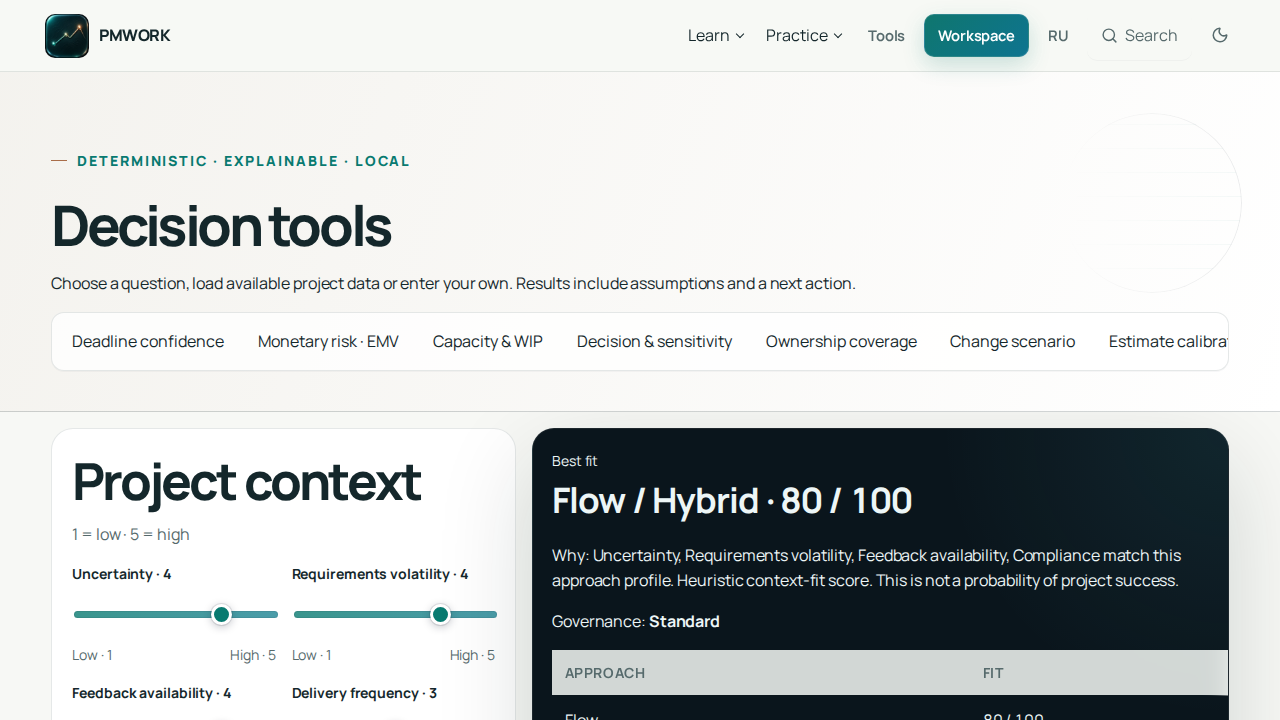 PMWORK
Learn
Practice
Tools
Workspace
RU
Search
DETERMINISTIC · EXPLAINABLE · LOCAL
Decision tools
Choose a question, load available project data or enter your own. Results include assumptions and a next action.
Deadline confidence
Monetary risk · EMV
Capacity & WIP
Decision & sensitivity
Ownership coverage
Change scenario
Estimate
Project context
1 = low · 5 = high
Uncertainty · 4
Requirements volatility · 4
Low · 1
High · 5
Low · 1
High · 5
Feedback availability · 4
Delivery frequency · 3
Best fit
Flow / Hybrid · 80 / 100
Why: Uncertainty, Requirements volatility, Feedback availability, Compliance match this
approach profile. Heuristic context-fit score. This is not a probability of project success.
Governance: Standard
APPROACH
FIT
Flow
80 / 100